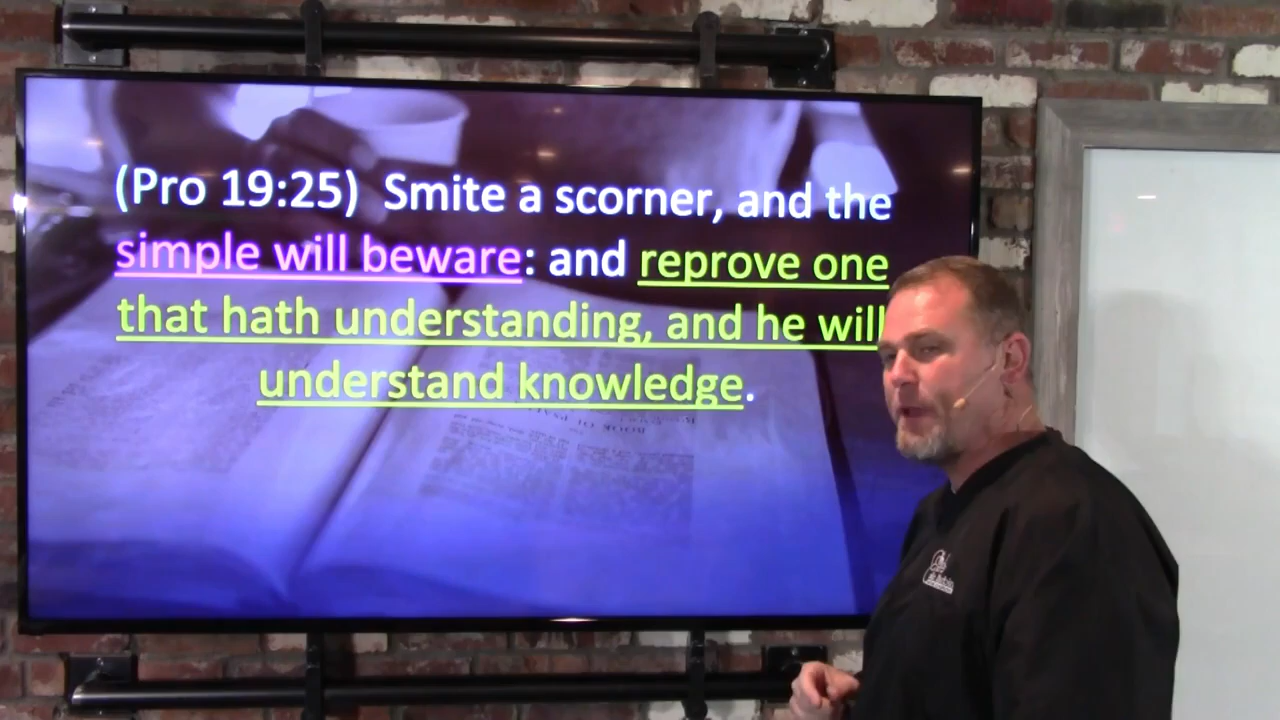 (Pro 19:25) Smite a scorner, and the
simple will beware: and reprove one
that hath understanding, and he will
understand knowledge.